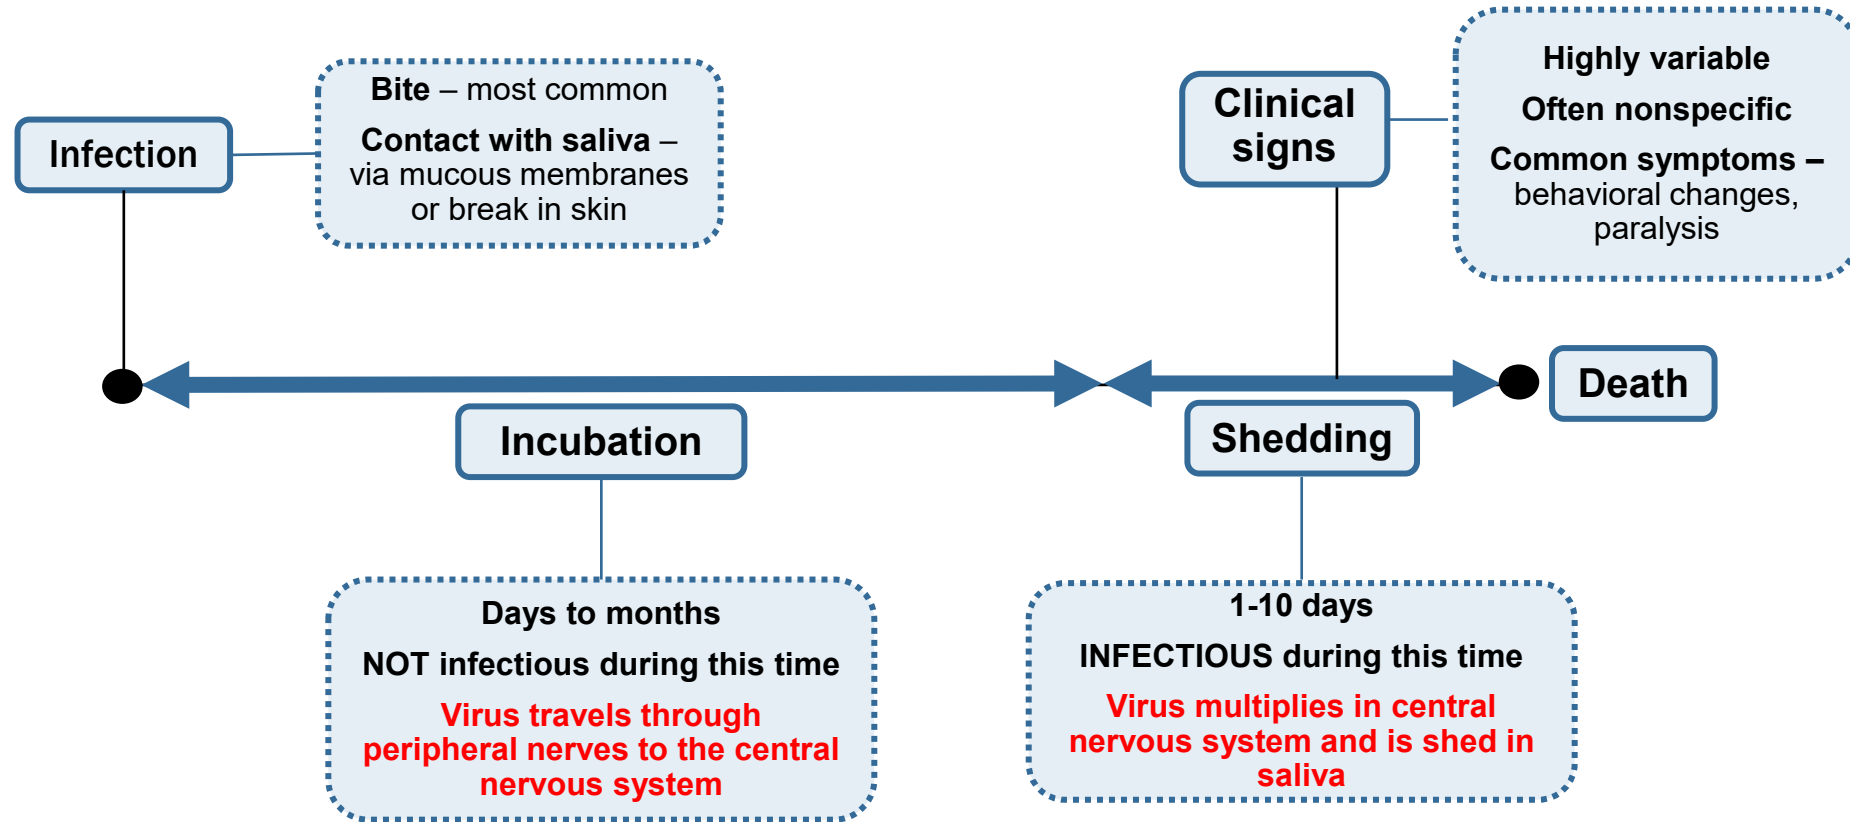 Infection
Bite – most common
Contact with saliva –
via mucous membranes
or break in skin
Clinical
signs
Highly variable
Often nonspecific
Common symptoms –
behavioral changes,
paralysis
Death
Incubation
Days to months
NOT infectious during this time
Virus travels through
peripheral nerves to the central
nervous system
Shedding
1-10 days
INFECTIOUS during this time
Virus multiplies in central
nervous system and is shed in
saliva